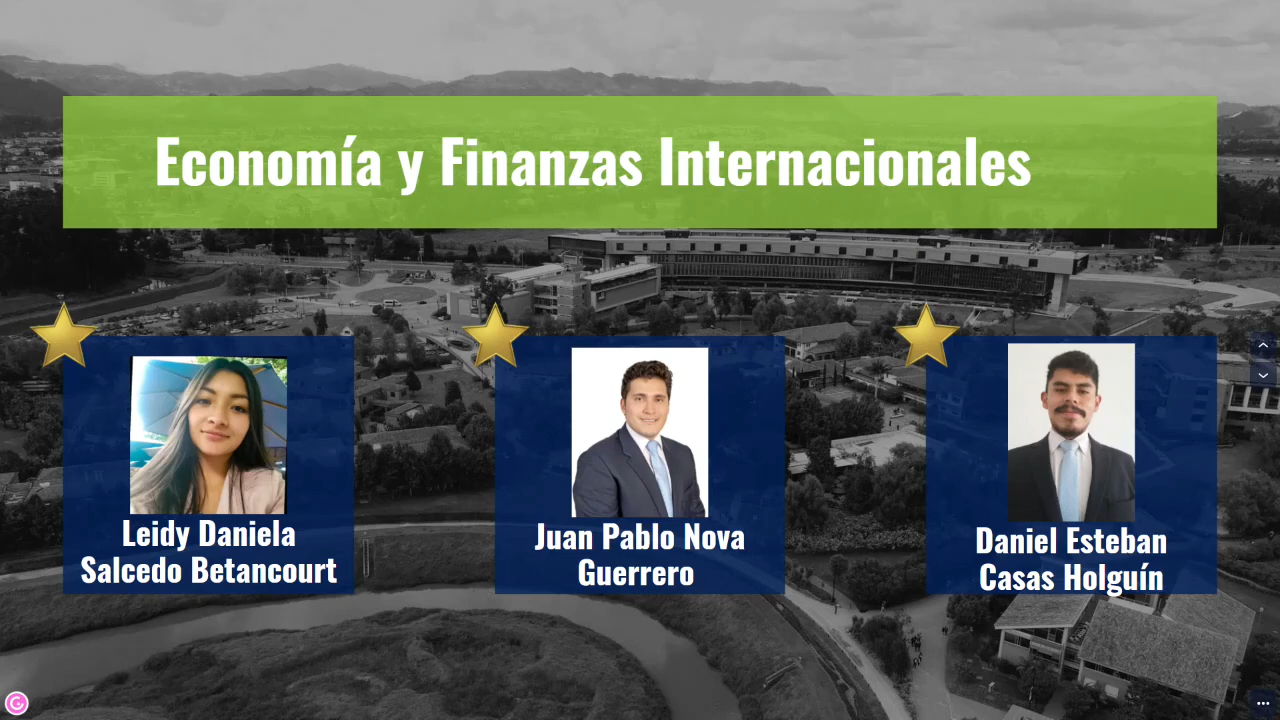 Economía y Finanzas Internacionales
Leidy Daniela
Salcedo Betancourt
Juan Pablo Nova
Guerrero
Daniel Esteban
Casas Holguín